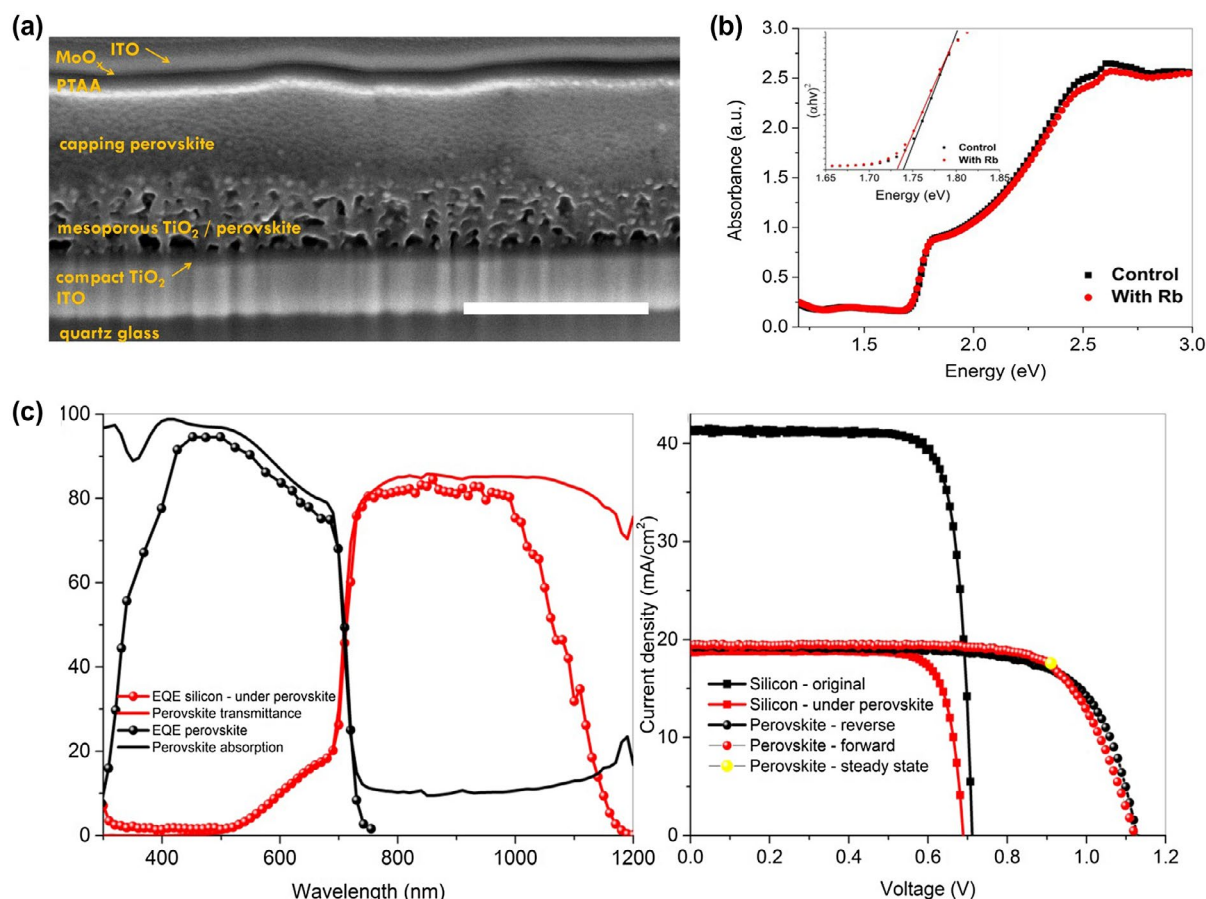 (a)
ITO
MoOₓ
PTAA
capping perovskite
mesoporous TiO₂ / perovskite
compact TiO₂
ITO
quartz glass
(b)
Absorbance (a.u.)
3.0
2.5
2.0
1.5
1.0
0.5
0.0
(αhv)²
Control
With Rb
1.65 1.70 1.75 1.80 1.85
Energy (eV)
Control
With Rb
1.5 2.0 2.5 3.0
Energy (eV)
(c)
100
80
60
40
20
0
EQE silicon - under perovskite
Perovskite transmittance
EQE perovskite
Perovskite absorption
400 600 800 1000 1200
Wavelength (nm)
Current density (mA/cm²)
40
30
20
10
0
Silicon - original
Silicon - under pervskite
Perovskite - reverse
Perovskite - forward
Perovskite - steady state
0.0 0.2 0.4 0.6 0.8 1.0 1.2
Voltage (V)